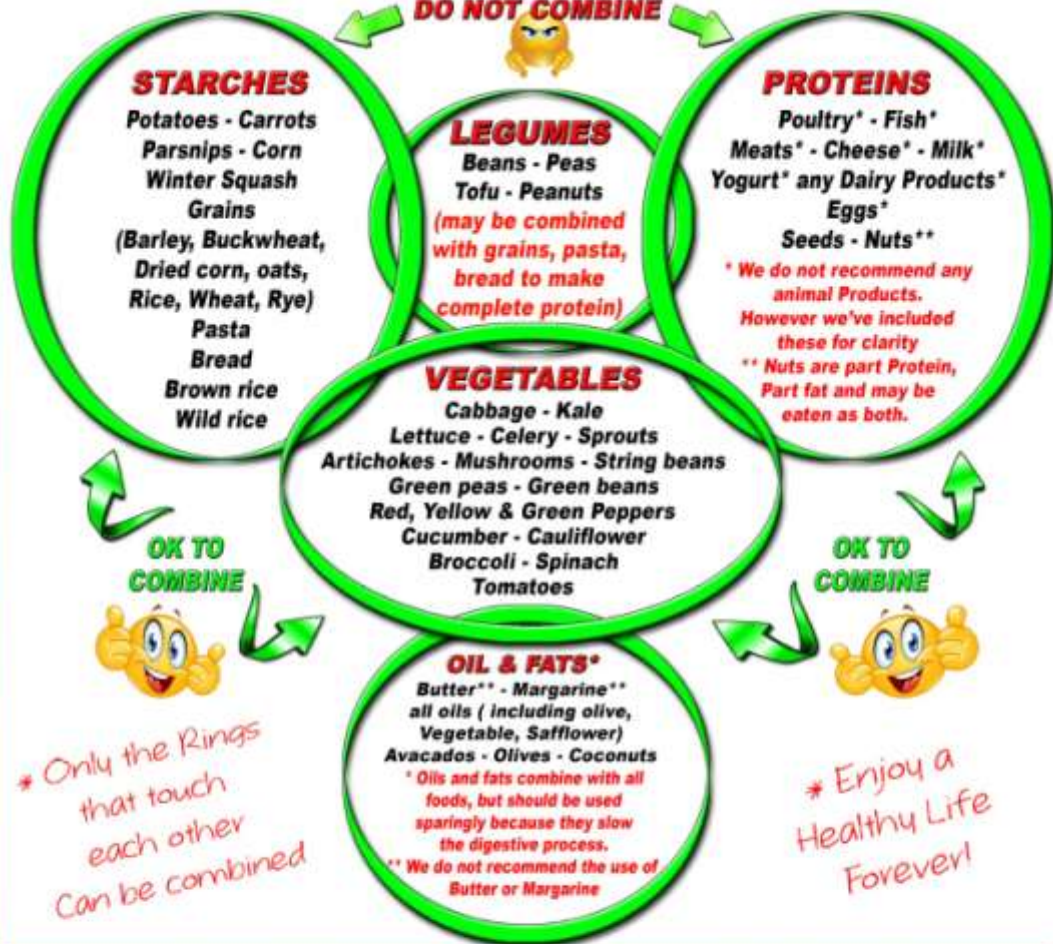 DO NOT COMBINE
STARCHES
Potatoes - Carrots
Parsnips - Corn
Winter Squash
Grains
(Barley, Buckwheat,
Dried corn, oats,
Rice, Wheat, Rye)
Pasta
Bread
Brown rice
Wild rice
LEGUMES
Beans - Peas
Tofu - Peanuts
(may be combined
with grains, pasta,
bread to make
complete protein)
PROTEINS
Poultry* - Fish*
Meats* - Cheese* - Milk*
Yogurt* any Dairy Products*
Eggs*
Seeds - Nuts**
* We do not recommend any
animal Products.
However we've included
these for clarity
** Nuts are part Protein,
Part fat and may be
eaten as both.
VEGETABLES
Cabbage - Kale
Lettuce - Celery - Sprouts
Artichokes - Mushrooms - String beans
Green peas - Green beans
Red, Yellow & Green Peppers
Cucumber - Cauliflower
Broccoli - Spinach
Tomatoes
OK TO
COMBINE
OK TO
COMBINE
OIL & FATS*
Butter** - Margarine**
all oils ( including olive,
Vegetable, Safflower)
Avacados - Olives - Coconuts
* Oils and fats combine with all
foods, but should be used
sparingly because they slow
the digestive process.
** We do not recommend the use of
Butter or Margarine
* Only the Rings
that touch
each other
Can be combined
* Enjoy a
Healthy Life
Forever!